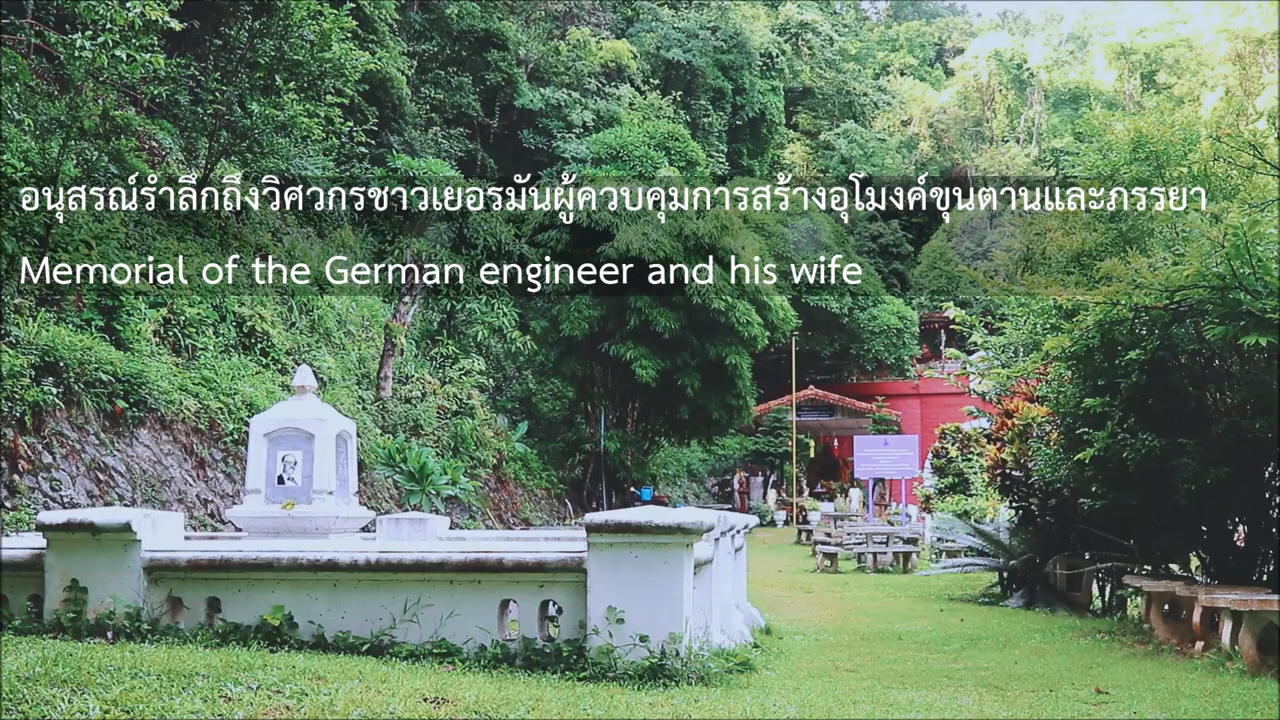 อนุสรณ์รำลึกถึงวิศวกรชาวเยอรมันผู้ควบคุมการสร้างอุโมงค์ขุนตานและภรรยา
Memorial of the German engineer and his wife